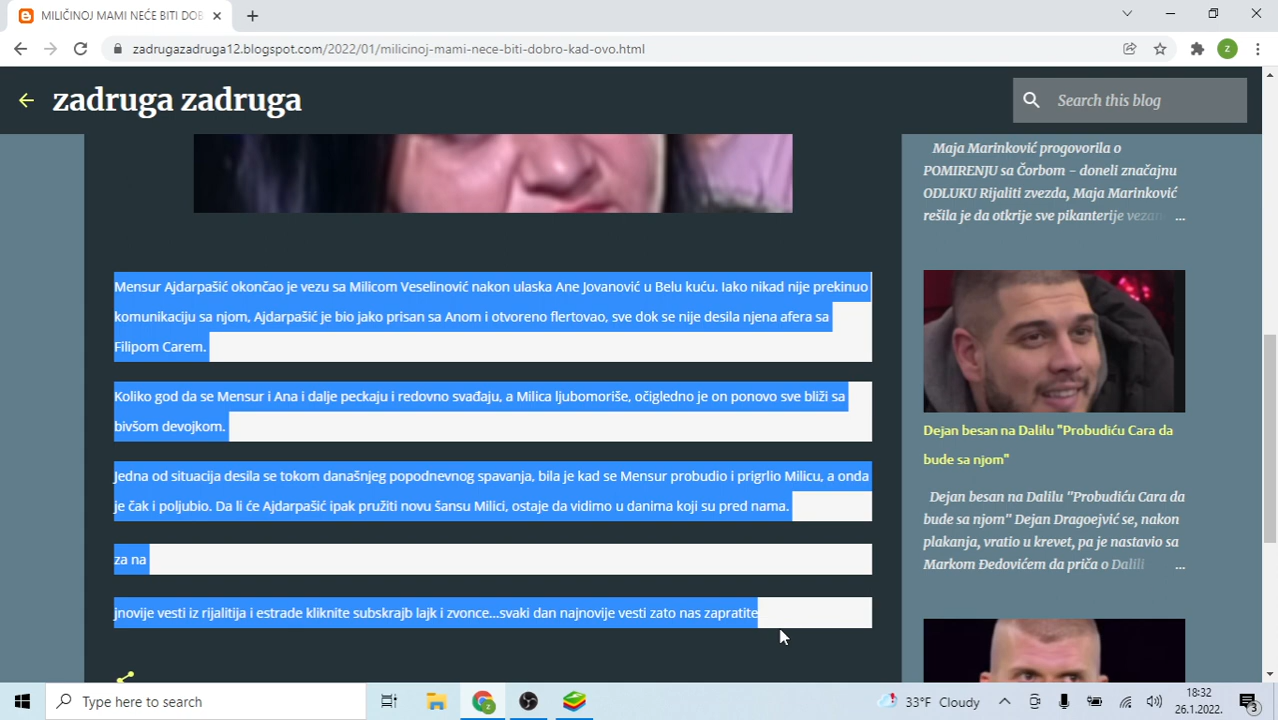 MILIČINOJ MAMI NEĆE BITI DOB
zadrugazadruga12.blogspot.com/2022/01/milicinoj-mami-nece-biti-dobro-kad-ovo.html
z
zadruga zadruga
Search this blog
Mensur Ajdarpašić okončao je vezu sa Milicom Veselinović nakon ulaska Ane Jovanović u Belu kuću. Iako nikad nije prekinuo
komunikaciju sa njom, Ajdarpašić je bio jako prisan sa Anom i otvoreno flertovao, sve dok se nije desila njena afera sa
Filipom Carem.
Koliko god da se Mensur i Ana i dalje peckaju i redovno svađaju, a Milica ljubomoriše, očigledno je on ponovo sve bliži sa
bivšom devojkom.
Jedna od situacija desila se tokom današnjeg popodnevnog spavanja, bila je kad se Mensur probudio i prigrlio Milicu, a onda
je čak i poljubio. Da li će Ajdarpašić ipak pružiti novu šansu Milici, ostaje da vidimo u danima koji su pred nama.
za na
jnovije vesti iz rijalitija i estrade kliknite subskrajb lajk i zvonce...svaki dan najnovije vesti zato nas zapratite
Maja Marinković progovorila o
POMIRENJU sa Čorbom – doneli značajnu
ODLUKU Rijaliti zvezda, Maja Marinković
rešila je da otkrije sve pikanterije vezan ...
Dejan besan na Dalilu "Probudiću Cara da
bude sa njom"
Dejan besan na Dalilu "Probudiću Cara da
bude sa njom" Dejan Dragoejvić se, nakon
plakanja, vratio u krevet, pa je nastavio sa
Markom Đedovićem da priča o Dalili ...
Type here to search
33°F Cloudy
18:32
26.1.2022.
3